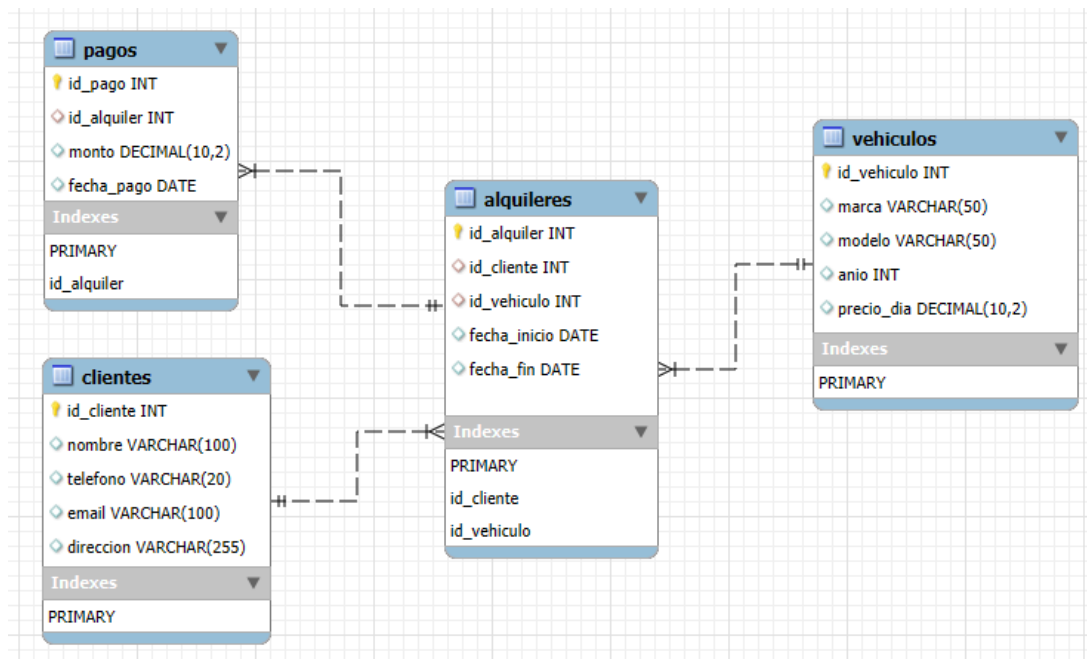 pagos
id_pago INT
id_alquiler INT
monto DECIMAL(10,2)
fecha_pago DATE
Indexes
PRIMARY
id_alquiler
clientes
id_cliente INT
nombre VARCHAR(100)
telefono VARCHAR(20)
email VARCHAR(100)
direccion VARCHAR(255)
Indexes
PRIMARY
alquileres
id_alquiler INT
id_cliente INT
id_vehiculo INT
fecha_inicio DATE
fecha_fin DATE
Indexes
PRIMARY
id_cliente
id_vehiculo
vehiculos
id_vehiculo INT
marca VARCHAR(50)
modelo VARCHAR(50)
anio INT
precio_dia DECIMAL(10,2)
Indexes
PRIMARY